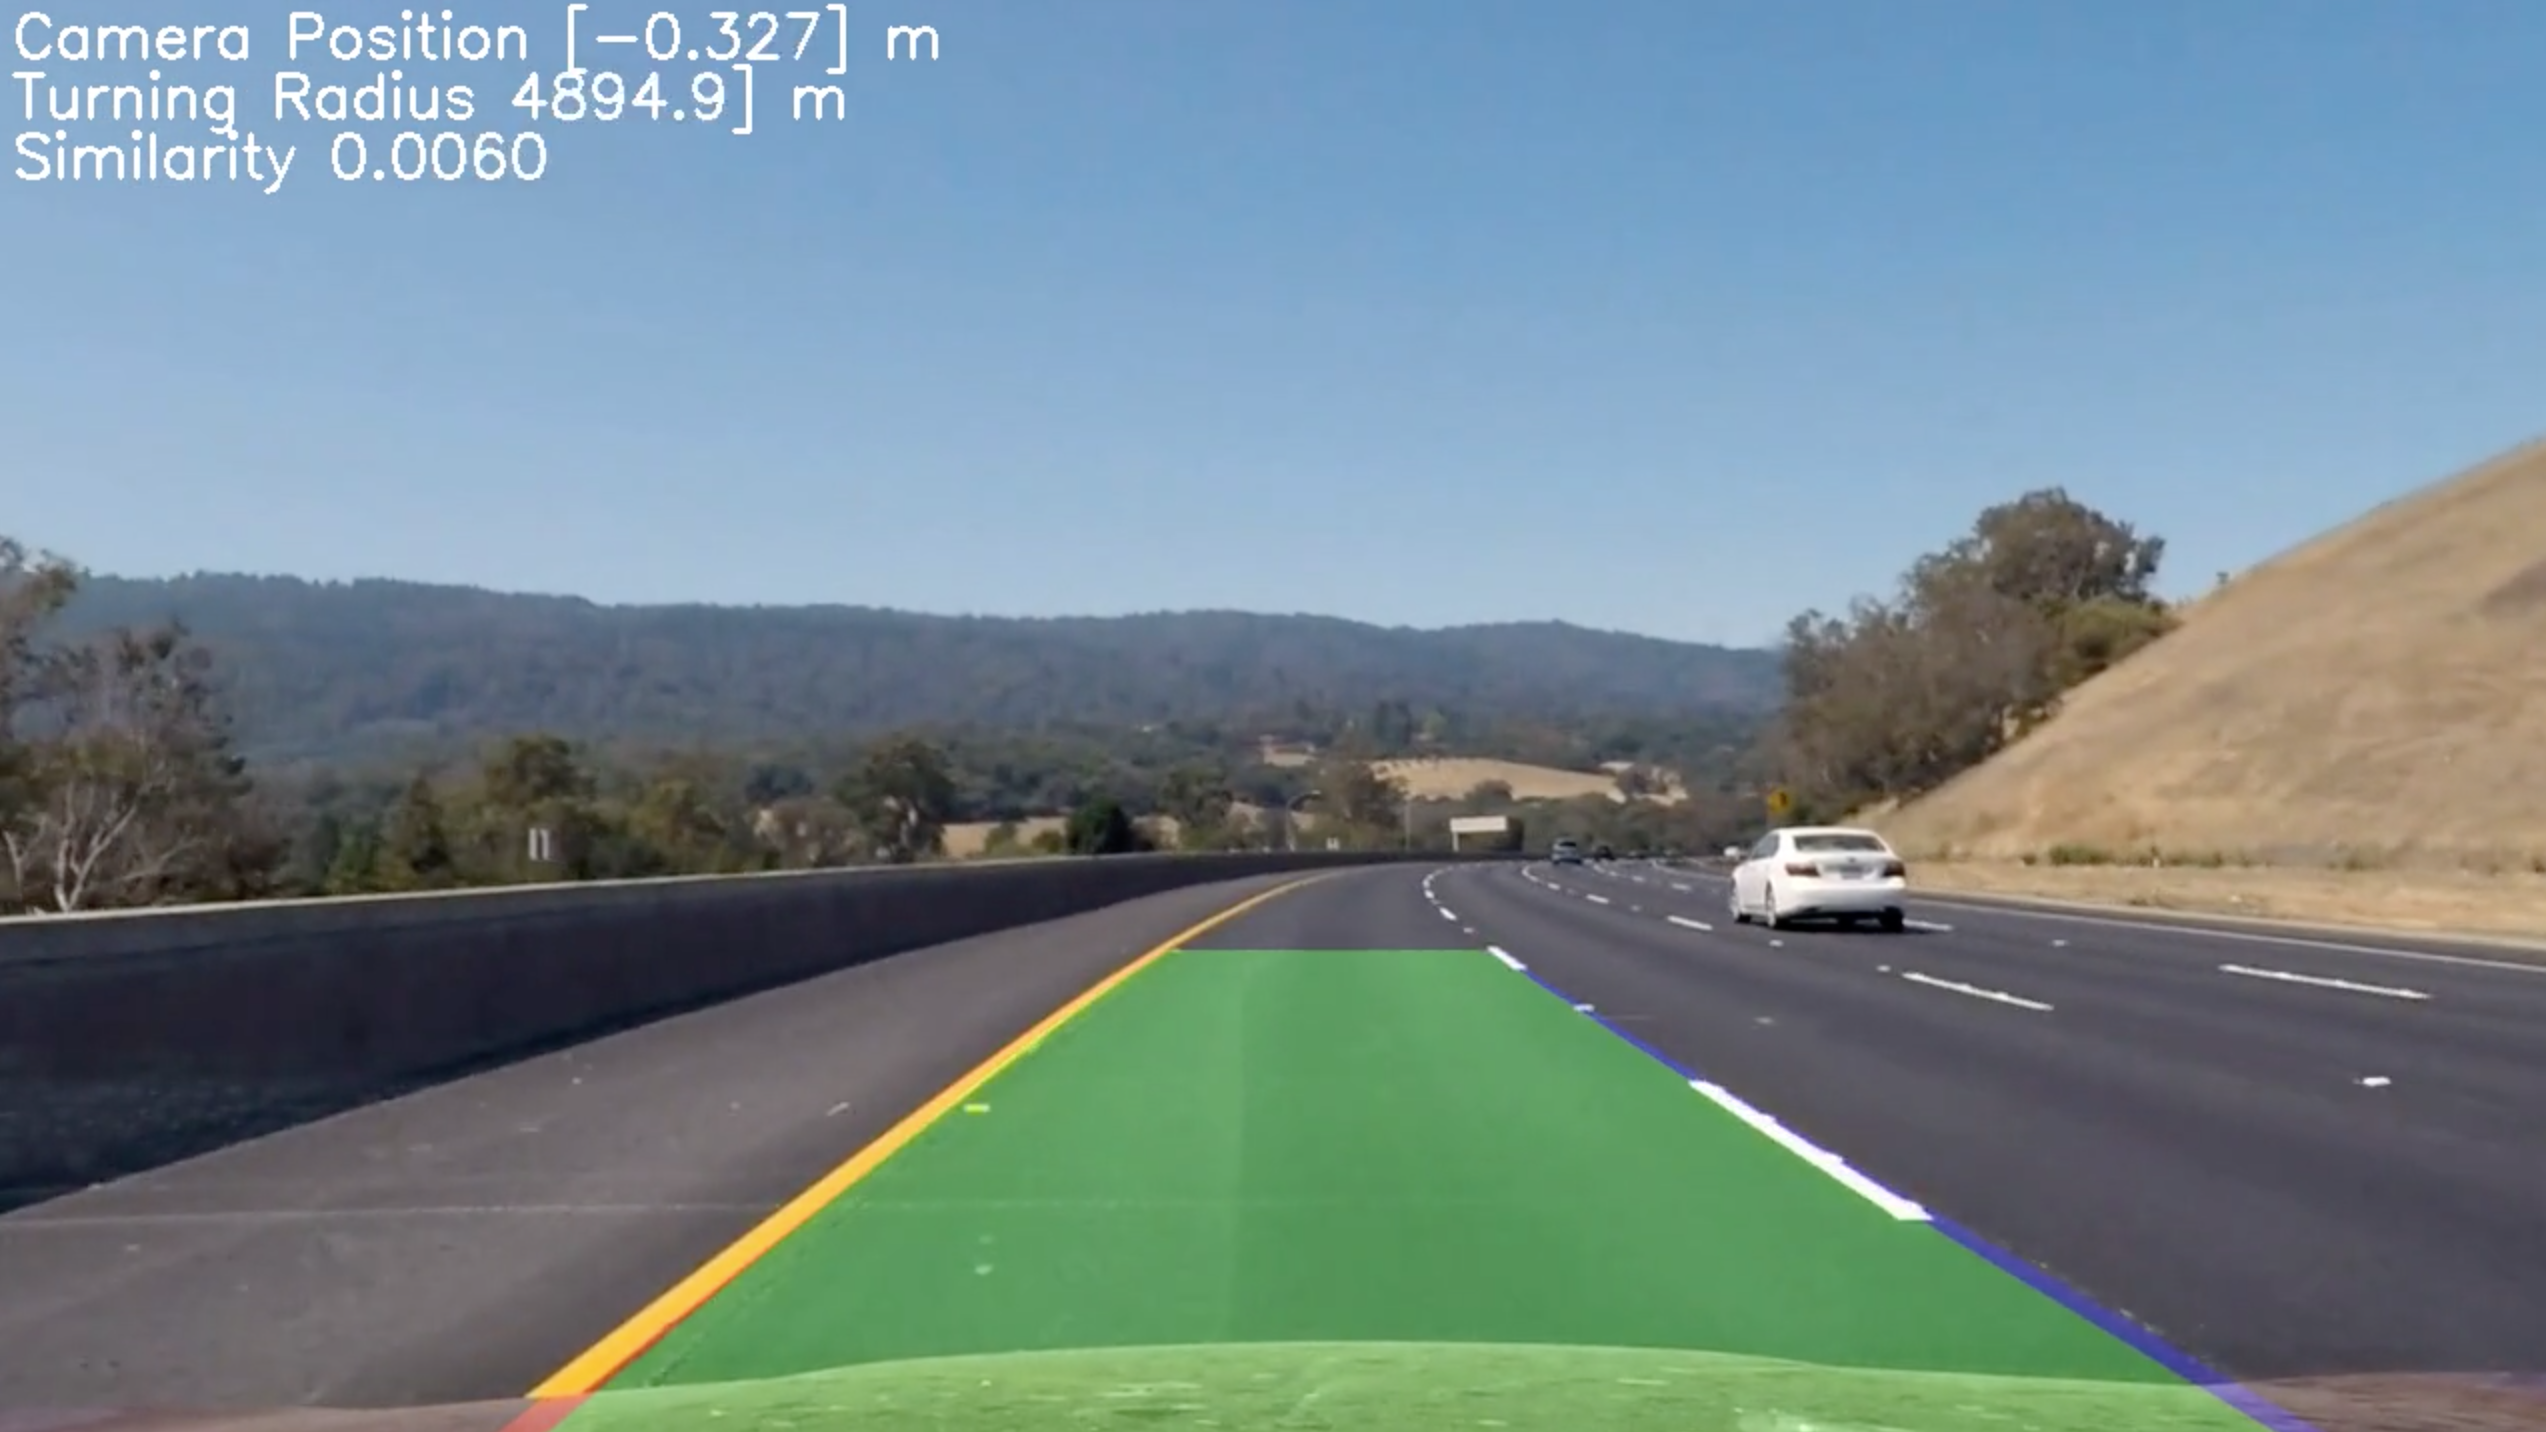 Camera Position [-0.327] m
Turning Radius 4894.9] m
Similarity 0.0060